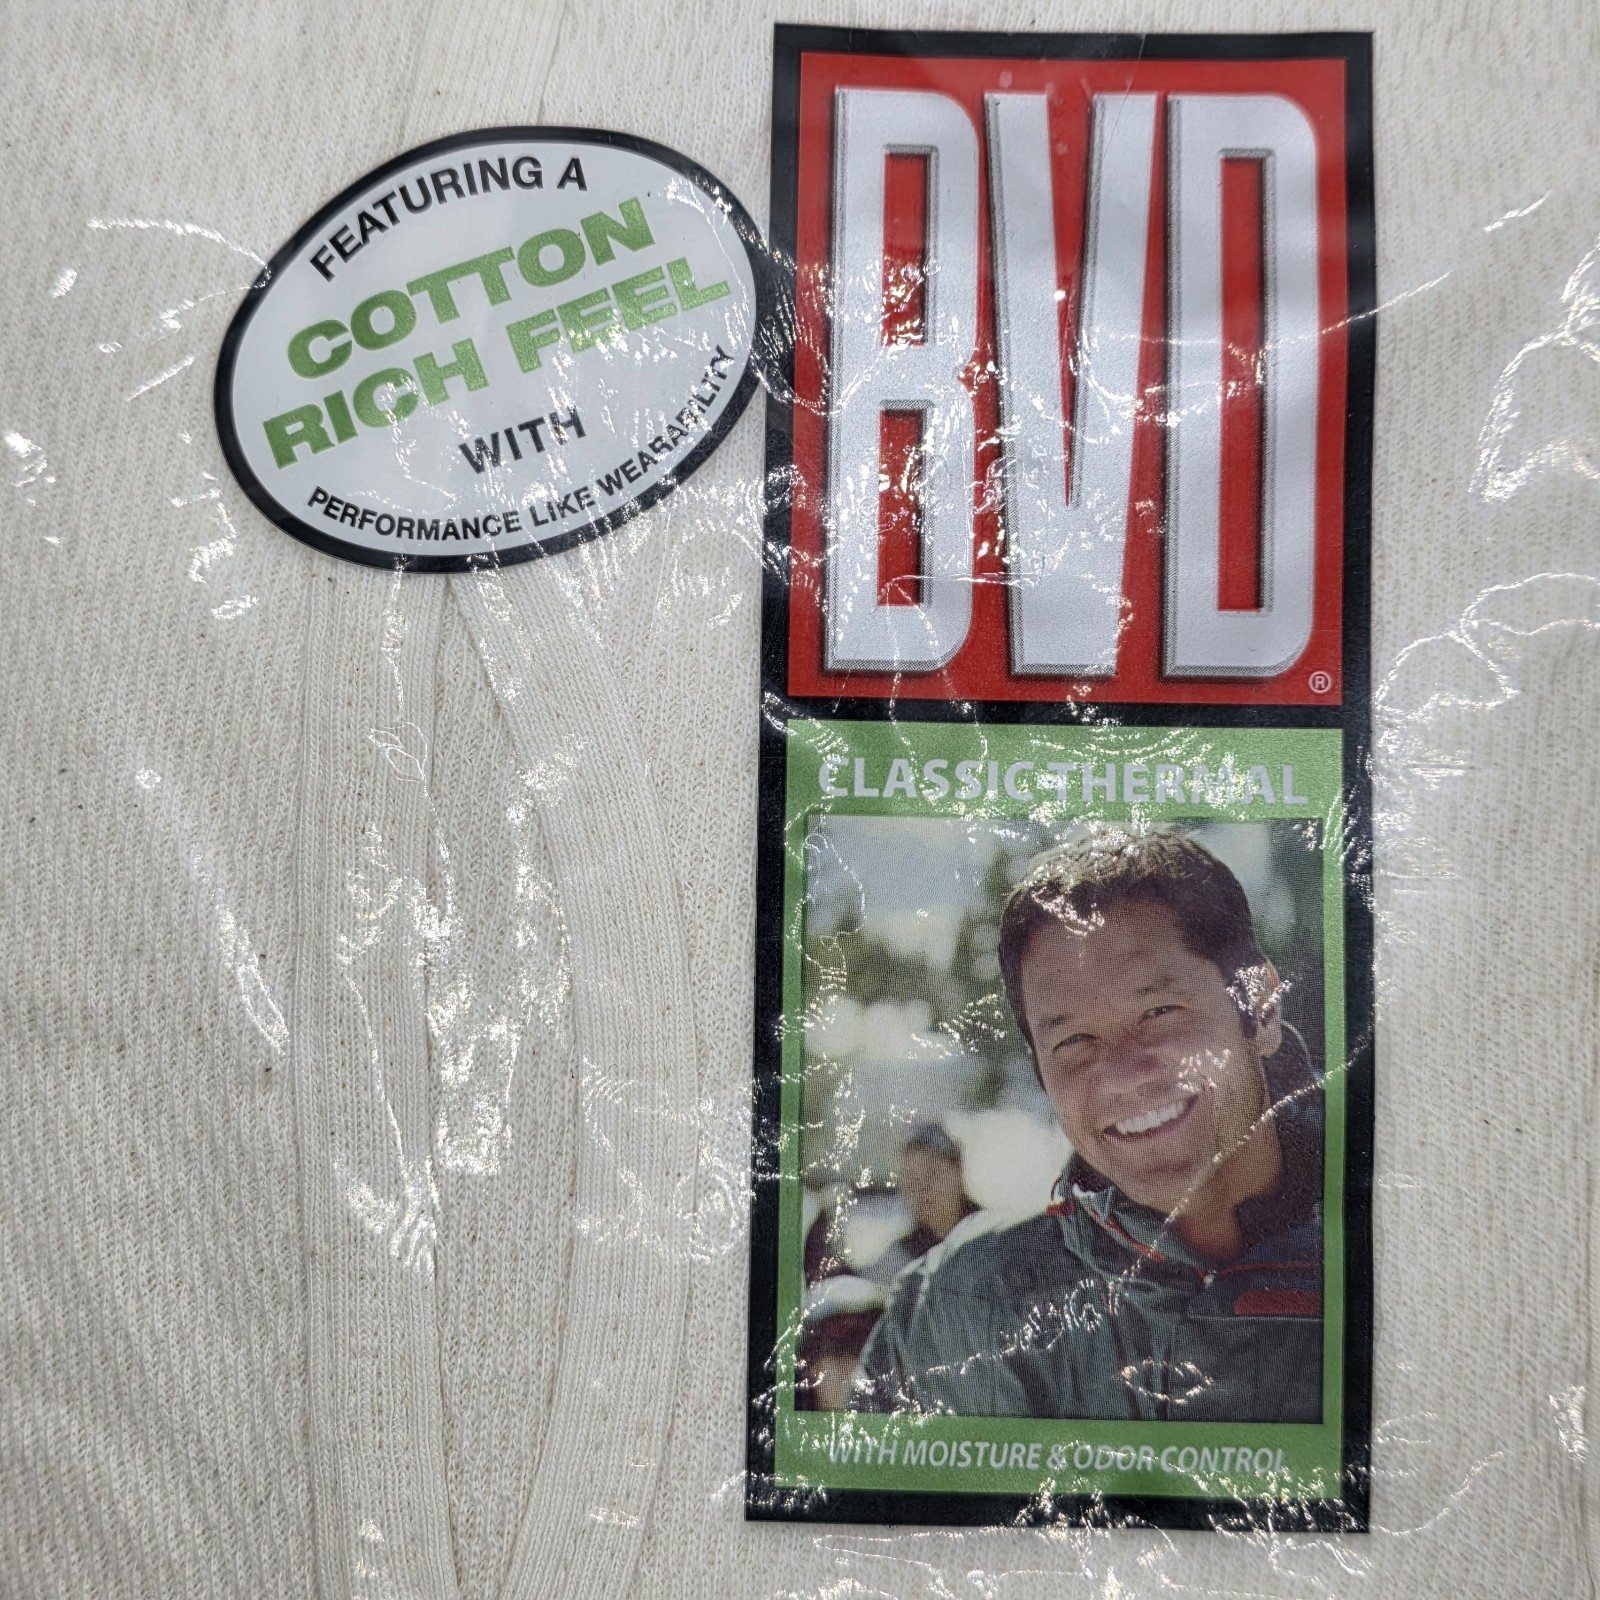 FEATURING A
COTTON
RICH FEEL
WITH
PERFORMANCE LIKE WEARABILITY
BVD
®
CLASSIC THERMAL
WITH MOISTURE & ODOR CONTROL